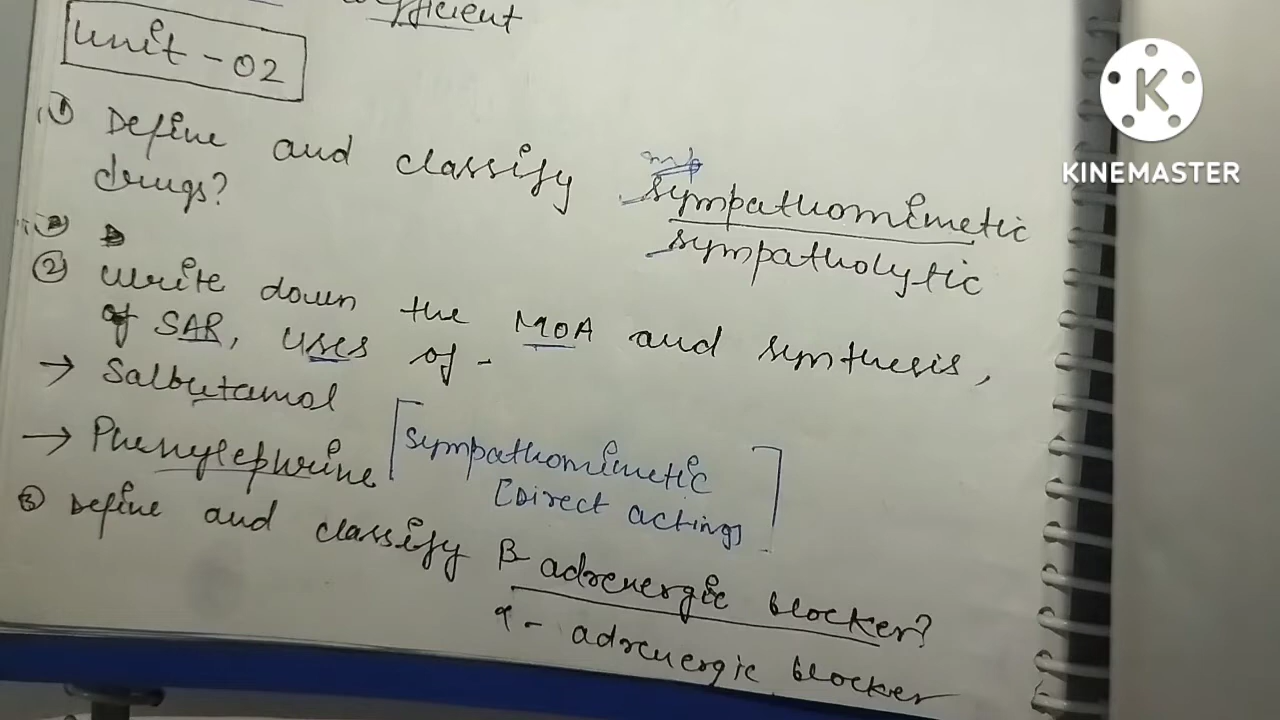 coefficient
Unit - 02
① Define and classify sympathomimetic
drugs?
sympatholytic
② Write down the MOA and synthesis,
of SAR, uses of -
→ Salbutamol
→ Phenylephrine [sympathomimetic
[Direct acting]
③ Define and classify β adrenergic blocker?
α - adrenergic blocker
K
KINEMASTER